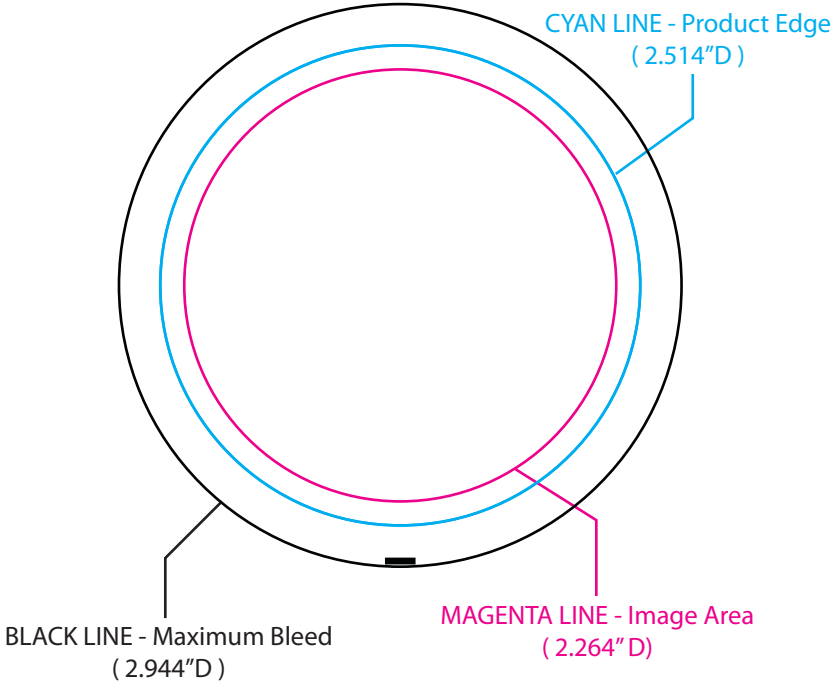 CYAN LINE - Product Edge
( 2.514”D )
MAGENTA LINE - Image Area
( 2.264” D)
BLACK LINE - Maximum Bleed
( 2.944”D )